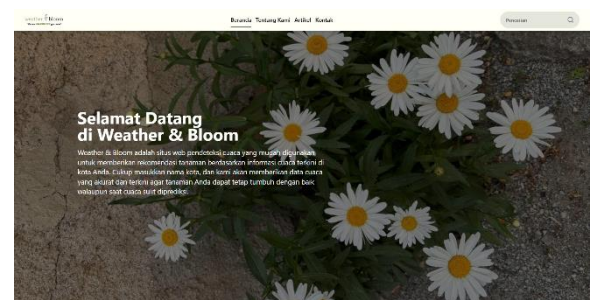 Weather Bloom
Beranda Tentang Kami Artikel Kontak
Pencarian
Selamat Datang
di Weather & Bloom
Weather & Bloom adalah situs web pendeteksi cuaca yang mudah digunakan
untuk memberikan rekomendasi tanaman berdasarkan informasi cuaca terkini di
kota Anda. Cukup masukkan nama kota, dan kami akan memberikan data cuaca
yang akurat dan terkini agar tanaman Anda dapat tetap tumbuh dengan baik
walaupun saat cuaca sulit diprediksi.